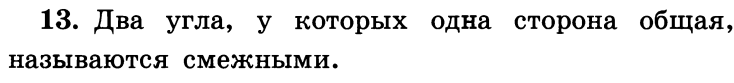 13. Два угла, у которых одна сторона общая,
называются смежными.